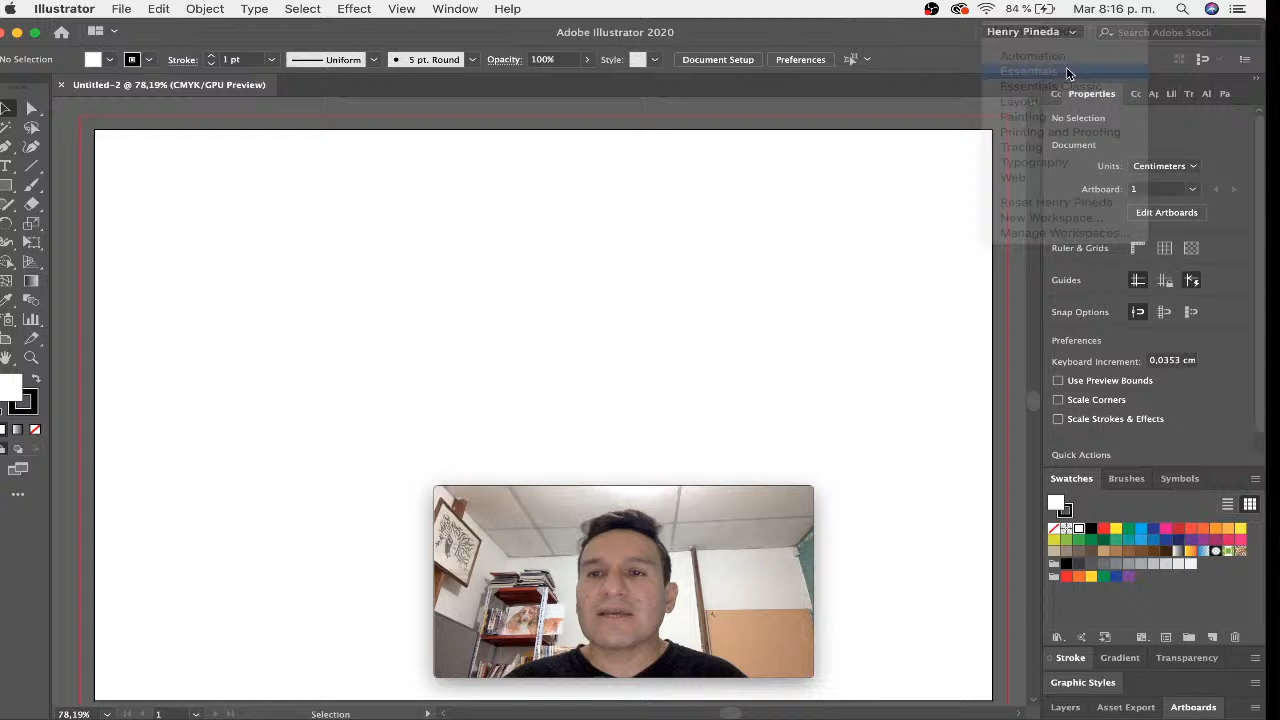 Illustrator File Edit Object Type Select Effect View Window Help 84 % Mar 8:16 p. m.
Adobe Illustrator 2020 Henry Pineda Search Adobe Stock
No Selection Stroke: 1 pt Uniform 5 pt. Round Opacity: 100% Style: Document Setup Preferences
Untitled-2 @ 78,19% (CMYK/GPU Preview)
Automation
Essentials
Essentials Classic
Layout
Painting
Printing and Proofing
Tracing
Typography
Web
Reset Henry Pineda
New Workspace...
Manage Workspaces...
Properties Tr Al Pa
No Selection
Document
Units: Centimeters
Artboard: 1
Edit Artboards
Ruler & Grids
Guides
Snap Options
Preferences
Keyboard Increment: 0,0353 cm
Use Preview Bounds
Scale Corners
Scale Strokes & Effects
Quick Actions
Swatches Brushes Symbols
Stroke Gradient Transparency
Graphic Styles
Layers Asset Export Artboards
78,19% 1 Selection